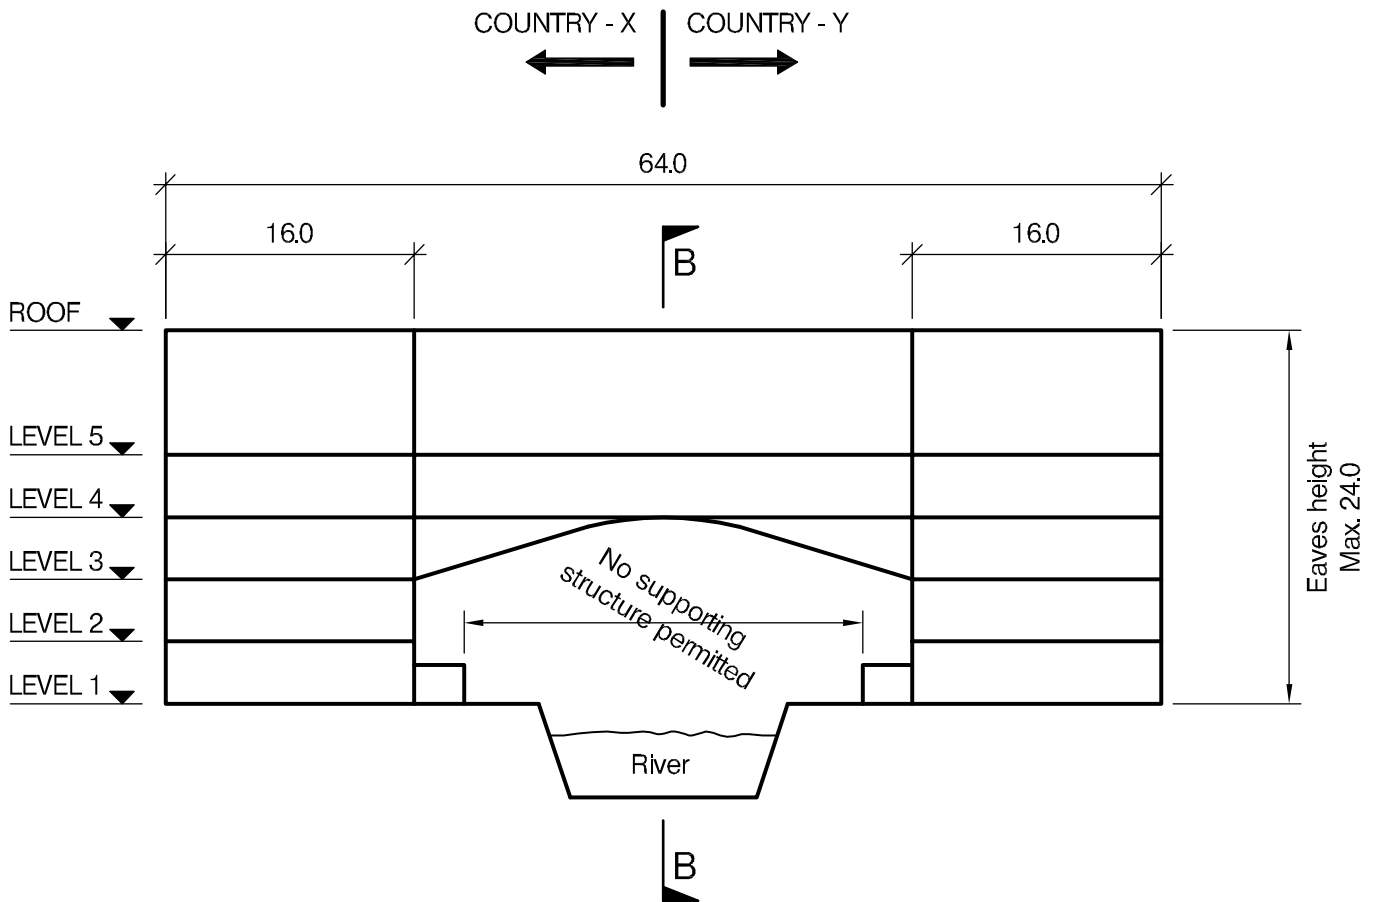 COUNTRY - X
COUNTRY - Y
64.0
16.0
16.0
B
ROOF
LEVEL 5
LEVEL 4
LEVEL 3
LEVEL 2
LEVEL 1
No supporting
structure permitted
Eaves height
Max. 24.0
River
B